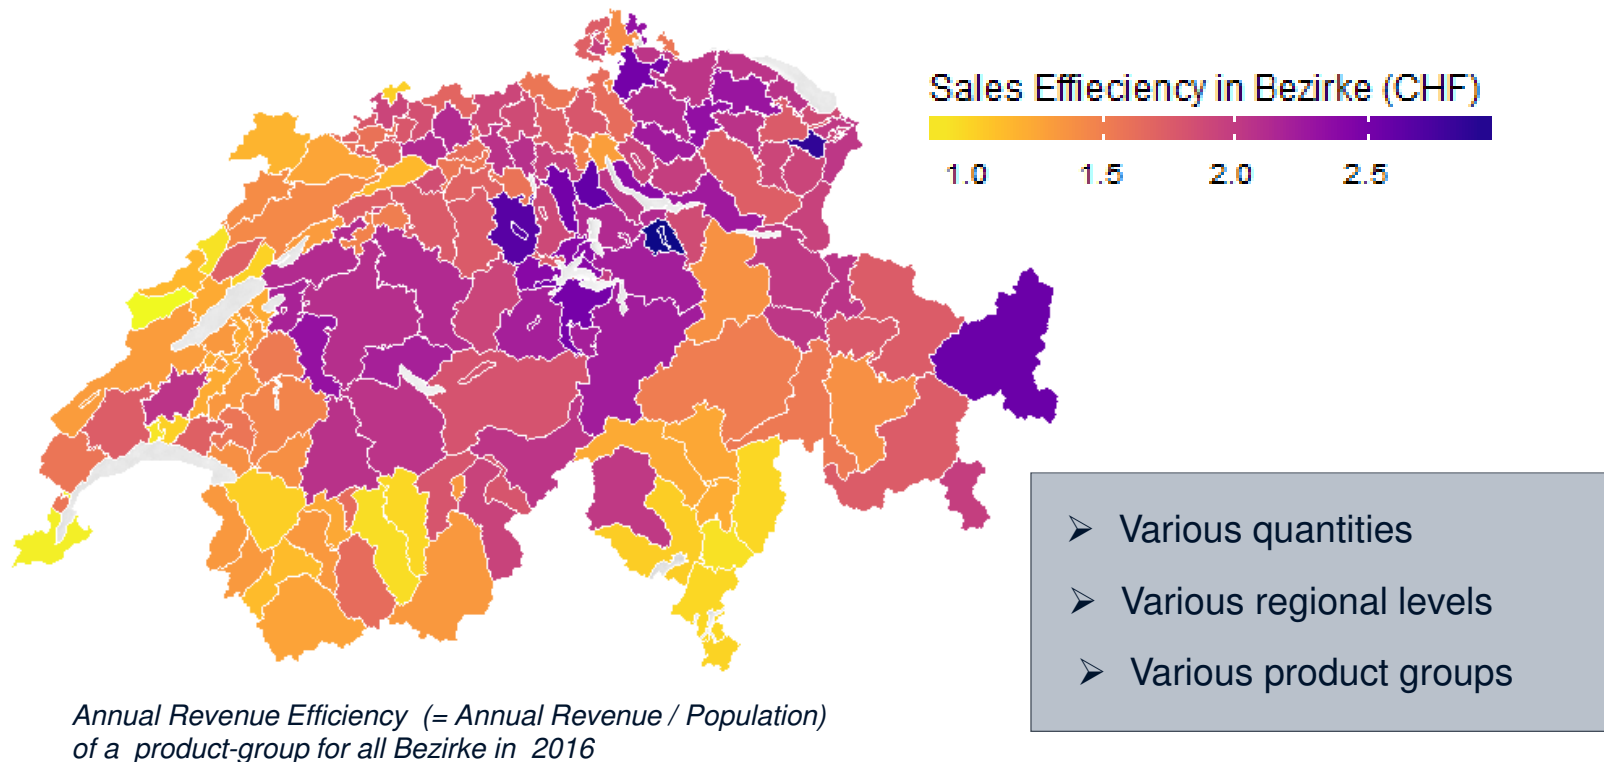 Sales Effieciency in Bezirke (CHF)
1.0 1.5 2.0 2.5
➢ Various quantities
➢ Various regional levels
➢ Various product groups
Annual Revenue Efficiency (= Annual Revenue / Population)
of a product-group for all Bezirke in 2016